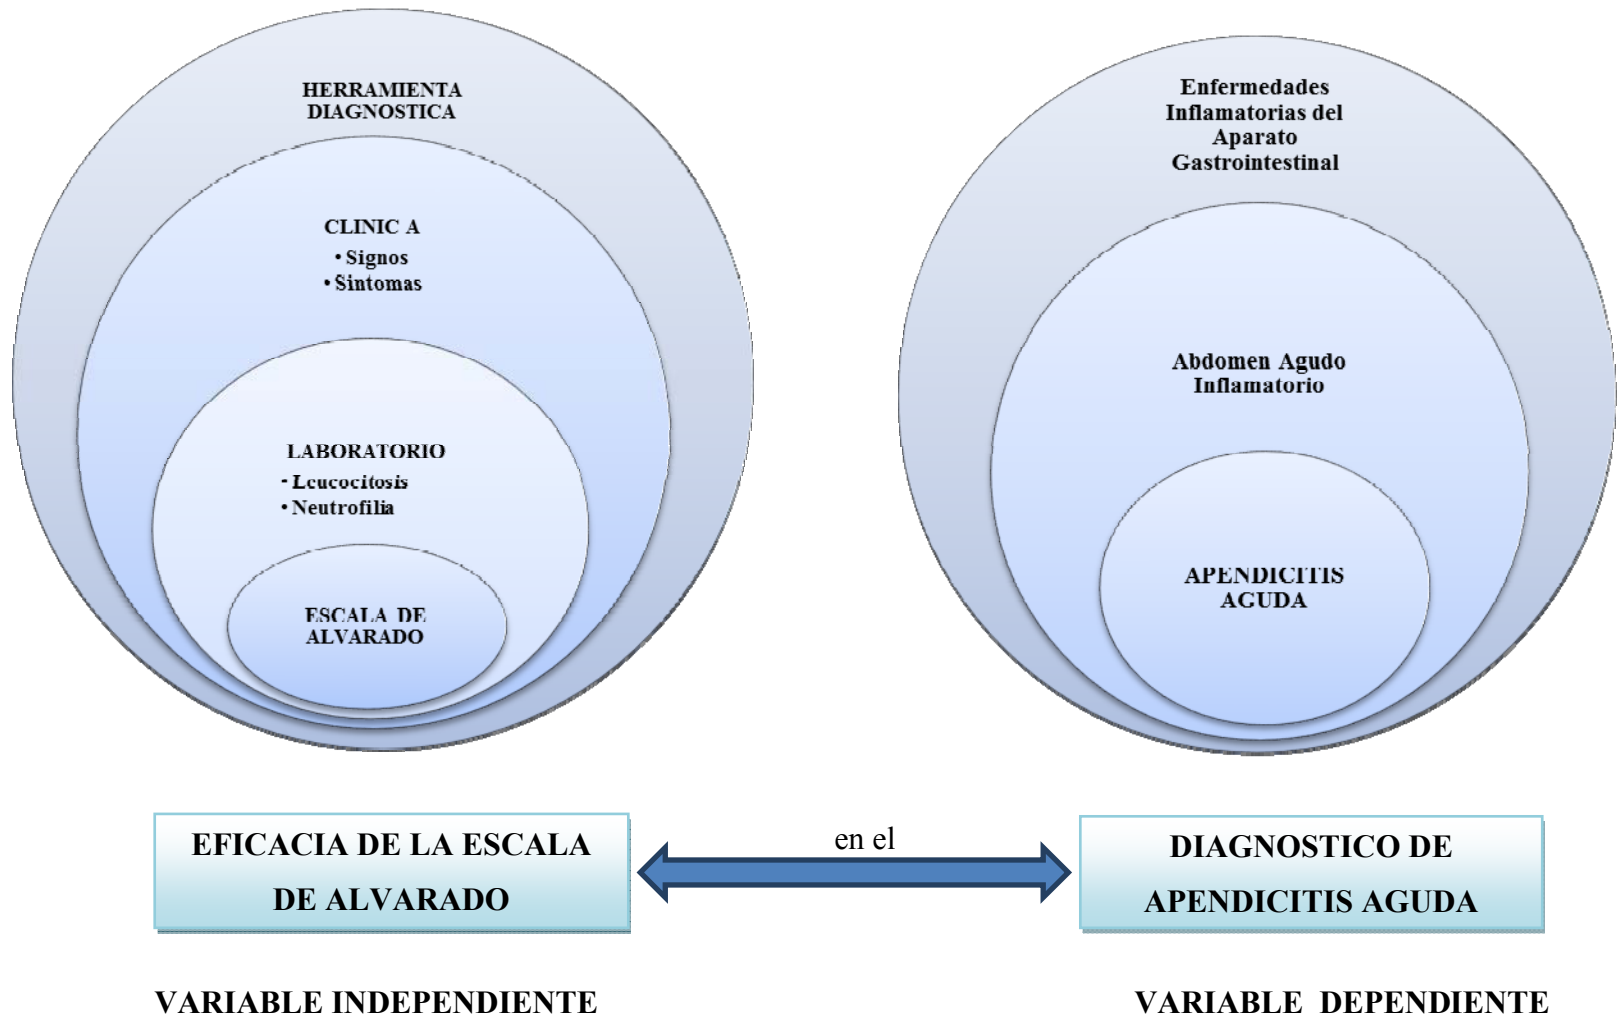 HERRAMIENTA
DIAGNOSTICA
CLINIC A
• Signos
• Sintomas
LABORATORIO
• Leucocitosis
• Neutrofilia
ESCALA DE
ALVARADO
Enfermedades
Inflamatorias del
Aparato
Gastrointestinal
Abdomen Agudo
Inflamatorio
APENDICITIS
AGUDA
EFICACIA DE LA ESCALA
DE ALVARADO
en el
DIAGNOSTICO DE
APENDICITIS AGUDA
VARIABLE INDEPENDIENTE
VARIABLE DEPENDIENTE